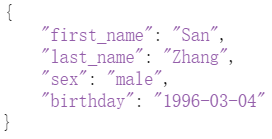 {
    "first_name": "San",
    "last_name": "Zhang",
    "sex": "male",
    "birthday": "1996-03-04"
}